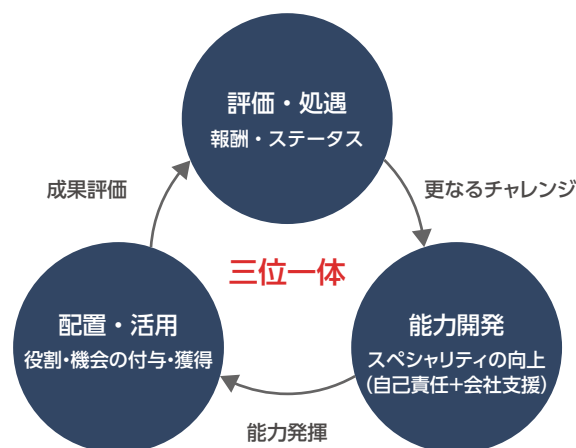 評価・処遇
報酬・ステータス
成果評価
更なるチャレンジ
三位一体
配置・活用
役割・機会の付与・獲得
能力開発
スペシャリティの向上
(自己責任+会社支援)
能力発揮